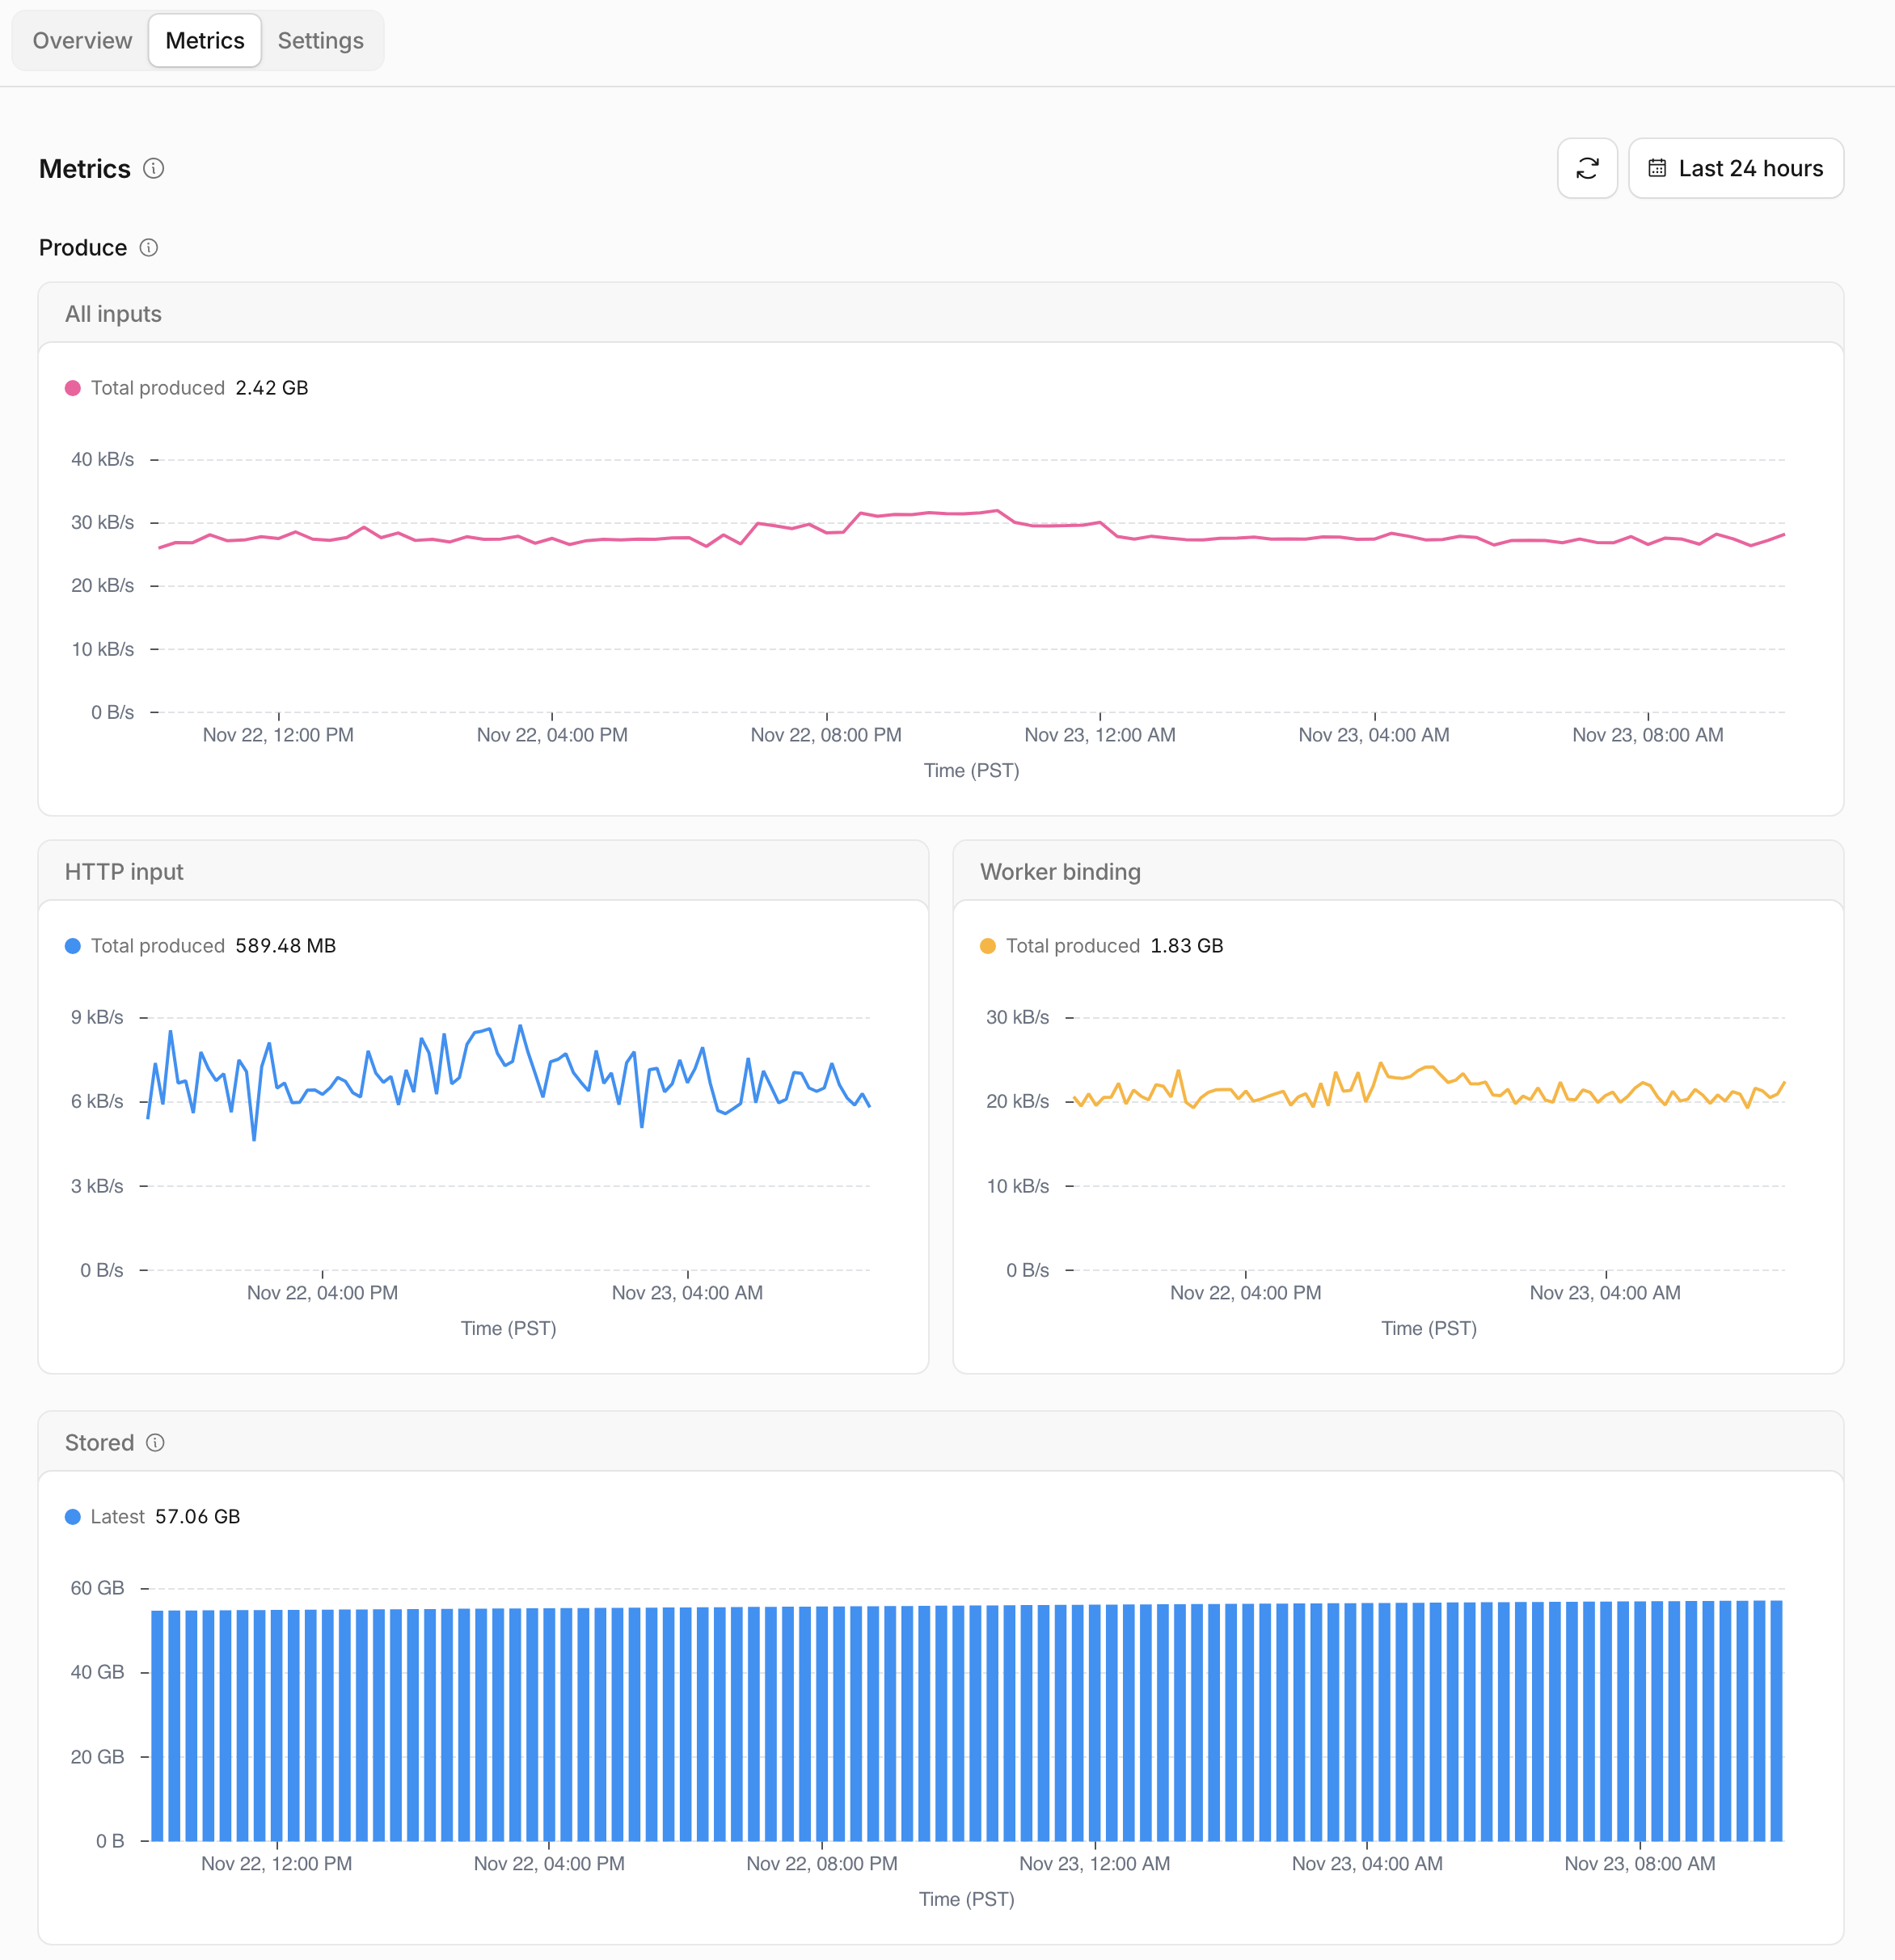 Overview Metrics Settings
Metrics
Last 24 hours
Produce
All inputs
Total produced 2.42 GB
40 kB/s
30 kB/s
20 kB/s
10 kB/s
0 B/s
Nov 22, 12:00 PM Nov 22, 04:00 PM Nov 22, 08:00 PM Nov 23, 12:00 AM Nov 23, 04:00 AM Nov 23, 08:00 AM
Time (PST)
HTTP input
Total produced 589.48 MB
9 kB/s
6 kB/s
3 kB/s
0 B/s
Nov 22, 04:00 PM Nov 23, 04:00 AM
Time (PST)
Worker binding
Total produced 1.83 GB
30 kB/s
20 kB/s
10 kB/s
0 B/s
Nov 22, 04:00 PM Nov 23, 04:00 AM
Time (PST)
Stored
Latest 57.06 GB
60 GB
40 GB
20 GB
0 B
Nov 22, 12:00 PM Nov 22, 04:00 PM Nov 22, 08:00 PM Nov 23, 12:00 AM Nov 23, 04:00 AM Nov 23, 08:00 AM
Time (PST)